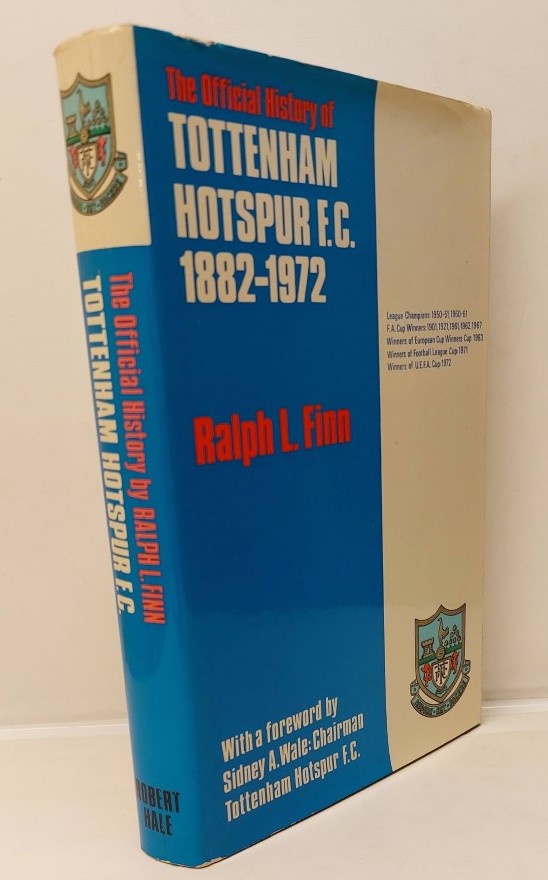 The Official History of
TOTTENHAM
HOTSPUR F.C.
1882-1972
League Champions 1950-51, 1960-61
F.A. Cup Winners 1901, 1921, 1961, 1962, 1967
Winners of European Cup Winners Cup 1963
Winners of Football League Cup 1971
Winners of U.E.F.A. Cup 1972
Ralph L. Finn
With a foreword by
Sidney A. Wale: Chairman
Tottenham Hotspur F.C.
The Official History by RALPH L. FINN
TOTTENHAM HOTSPUR F.C.
ROBERT
HALE